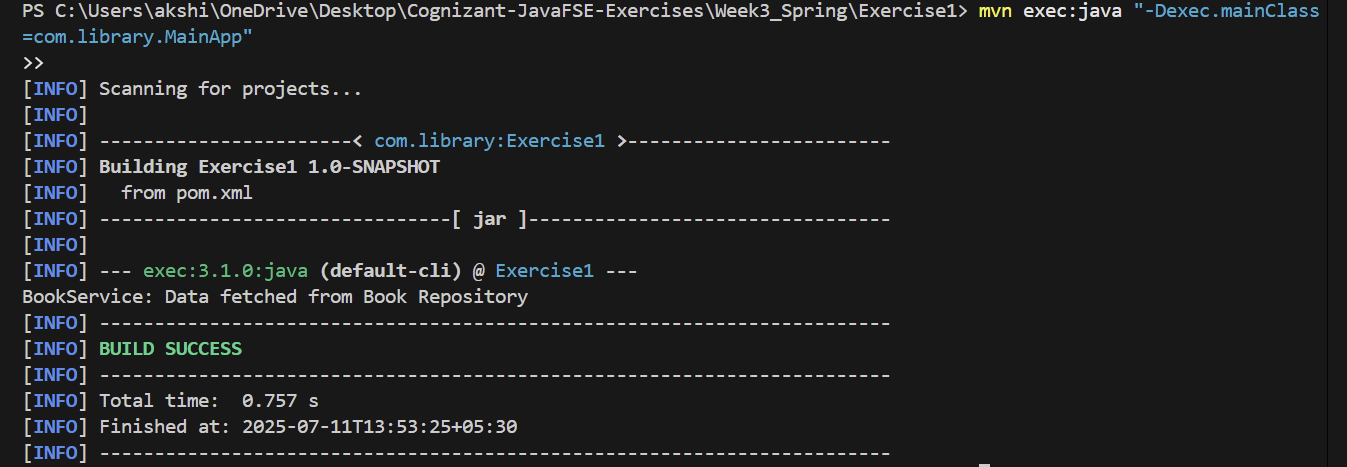 PS C:\Users\akshi\OneDrive\Desktop\Cognizant-JavaFSE-Exercises\Week3_Spring\Exercise1> mvn exec:java "-Dexec.mainClass
=com.library.MainApp"
>>
[INFO] Scanning for projects...
[INFO]
[INFO] -----------------------< com.library:Exercise1 >------------------------
[INFO] Building Exercise1 1.0-SNAPSHOT
[INFO]   from pom.xml
[INFO] --------------------------------[ jar ]---------------------------------
[INFO]
[INFO] --- exec:3.1.0:java (default-cli) @ Exercise1 ---
BookService: Data fetched from Book Repository
[INFO] ------------------------------------------------------------------------
[INFO] BUILD SUCCESS
[INFO] ------------------------------------------------------------------------
[INFO] Total time:  0.757 s
[INFO] Finished at: 2025-07-11T13:53:25+05:30
[INFO] ------------------------------------------------------------------------